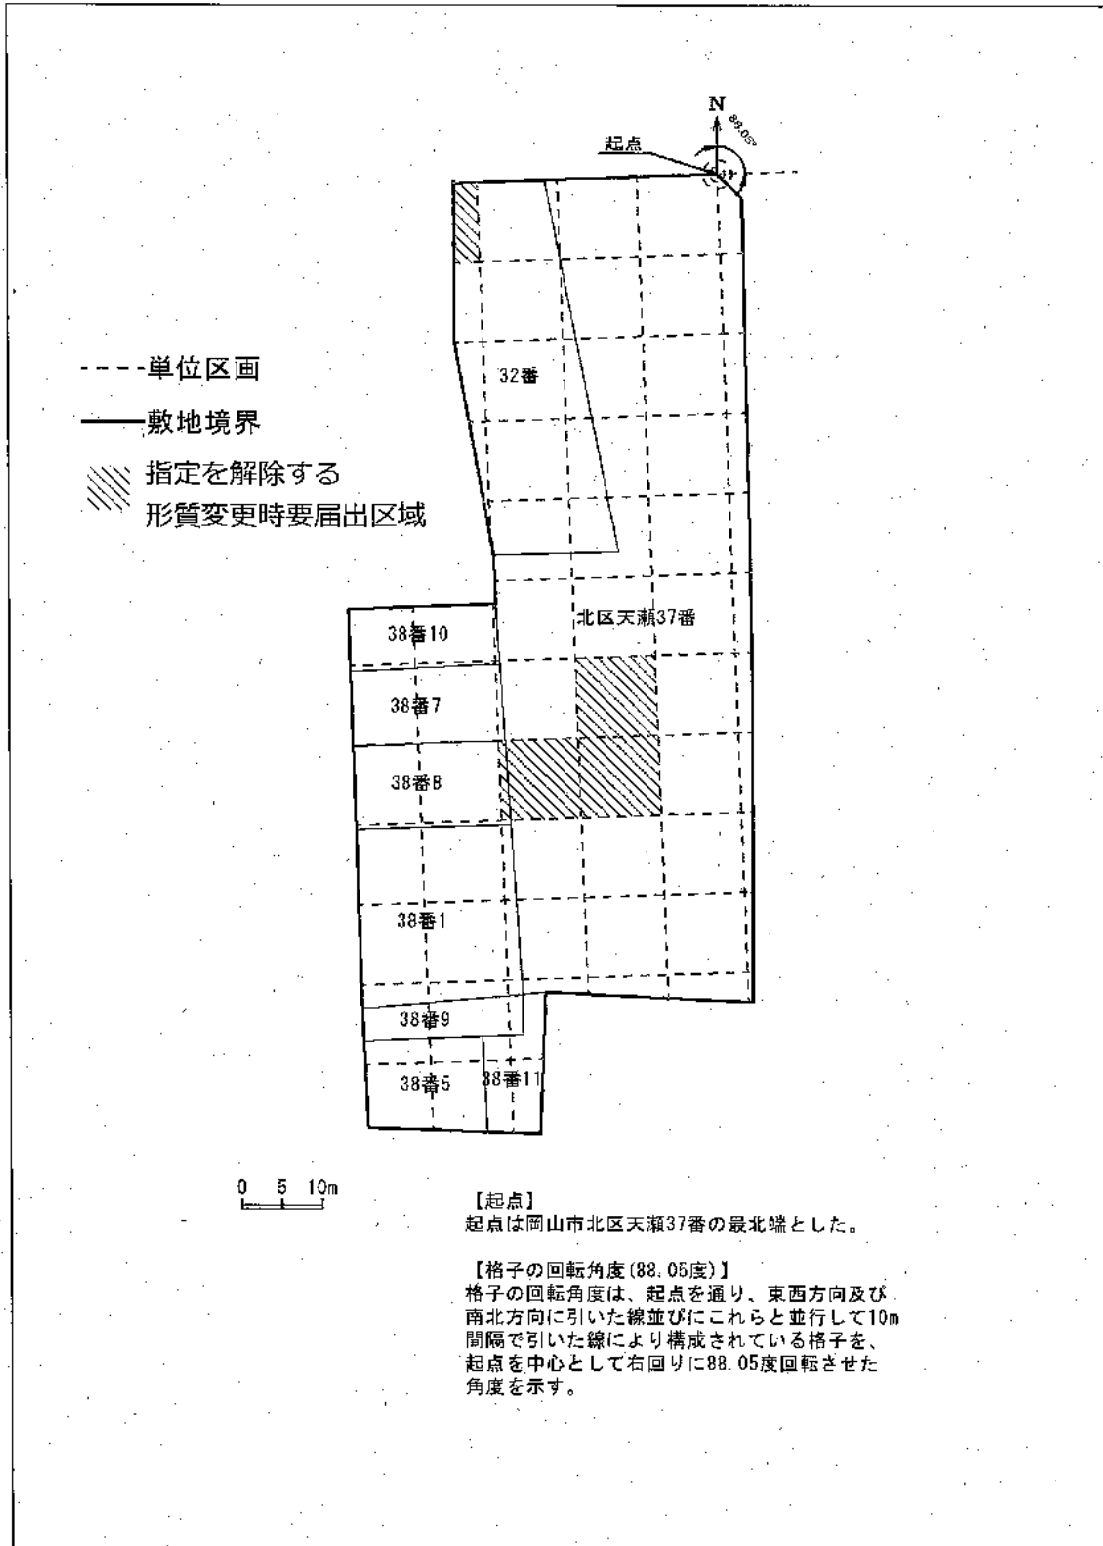 N
88.05°
起点
単位区画
敷地境界
指定を解除する
形質変更時要届出区域
32番
北区天瀬37番
38番10
38番7
38番8
38番1
38番9
38番5
38番11
0 5 10m
【起点】
起点は岡山市北区天瀬37番の最北端とした。
【格子の回転角度(88.05度)】
格子の回転角度は、起点を通り、東西方向及び
南北方向に引いた線並びにこれらと並行して10m
間隔で引いた線により構成されている格子を、
起点を中心として右回りに88.05度回転させた
角度を示す。